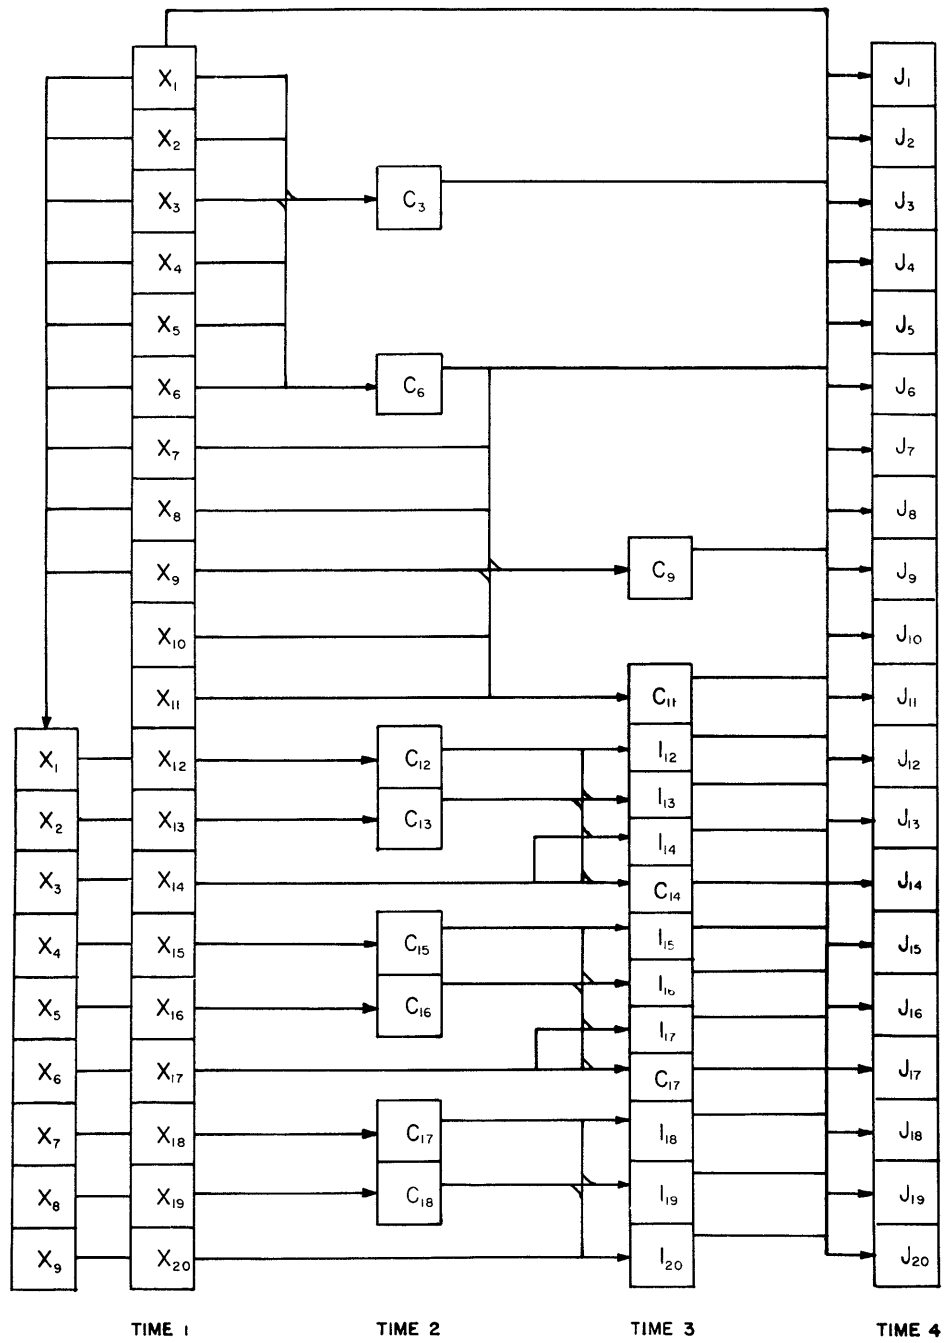 X₁ J₁
X₂ J₂
X₃ C₃ J₃
X₄ J₄
X₅ J₅
X₆ C₆ J₆
X₇ J₇
X₈ J₈
X₉ C₉ J₉
X₁₀ J₁₀
X₁₁ C₁₁ J₁₁
X₁ X₁₂ C₁₂ I₁₂ J₁₂
X₂ X₁₃ C₁₃ I₁₃ J₁₃
I₁₄
X₃ X₁₄ C₁₄ J₁₄
X₄ X₁₅ C₁₅ I₁₅ J₁₅
X₅ X₁₆ C₁₆ I₁₆ J₁₆
I₁₇
X₆ X₁₇ C₁₇ J₁₇
X₇ X₁₈ C₁₇ I₁₈ J₁₈
X₈ X₁₉ C₁₈ I₁₉ J₁₉
X₉ X₂₀ I₂₀ J₂₀
TIME 1 TIME 2 TIME 3 TIME 4